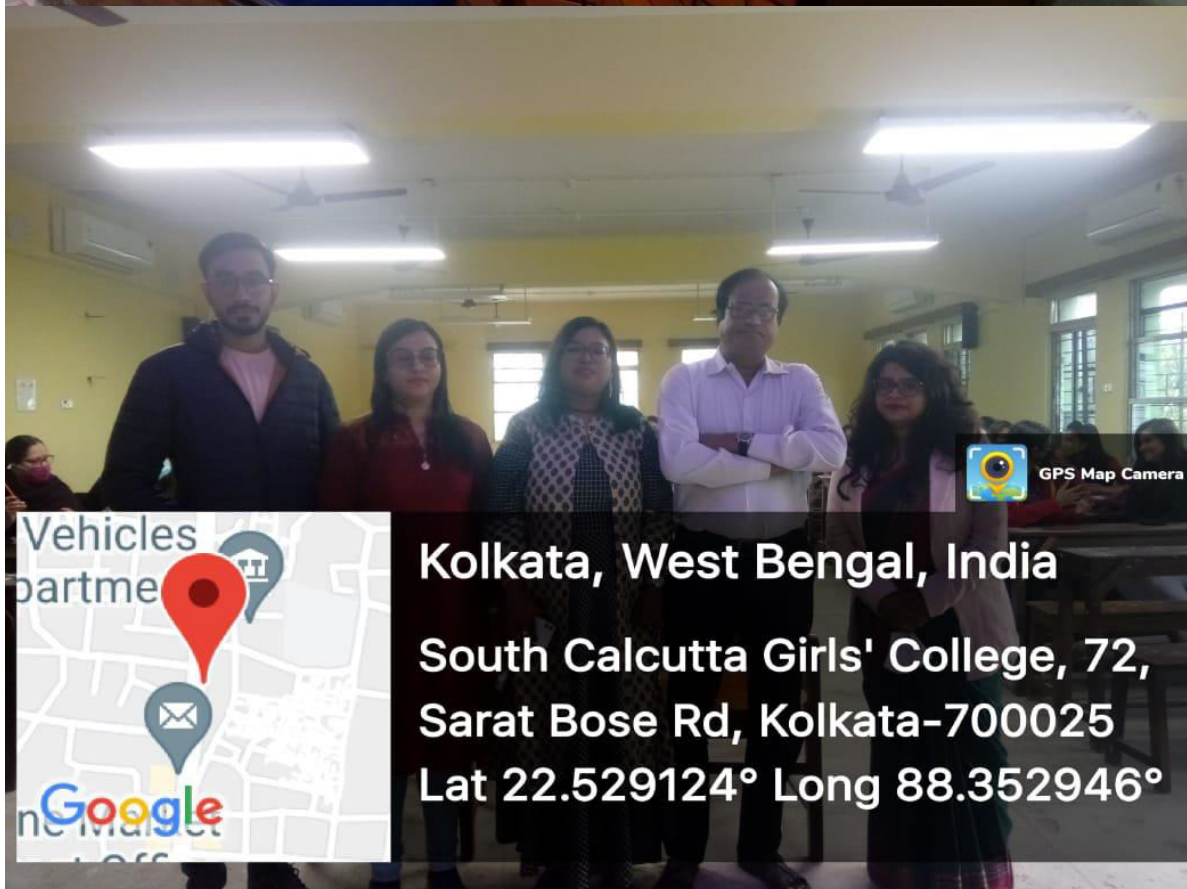 GPS Map Camera
Vehicles
partme
Google
Kolkata, West Bengal, India
South Calcutta Girls' College, 72,
Sarat Bose Rd, Kolkata-700025
Lat 22.529124° Long 88.352946°